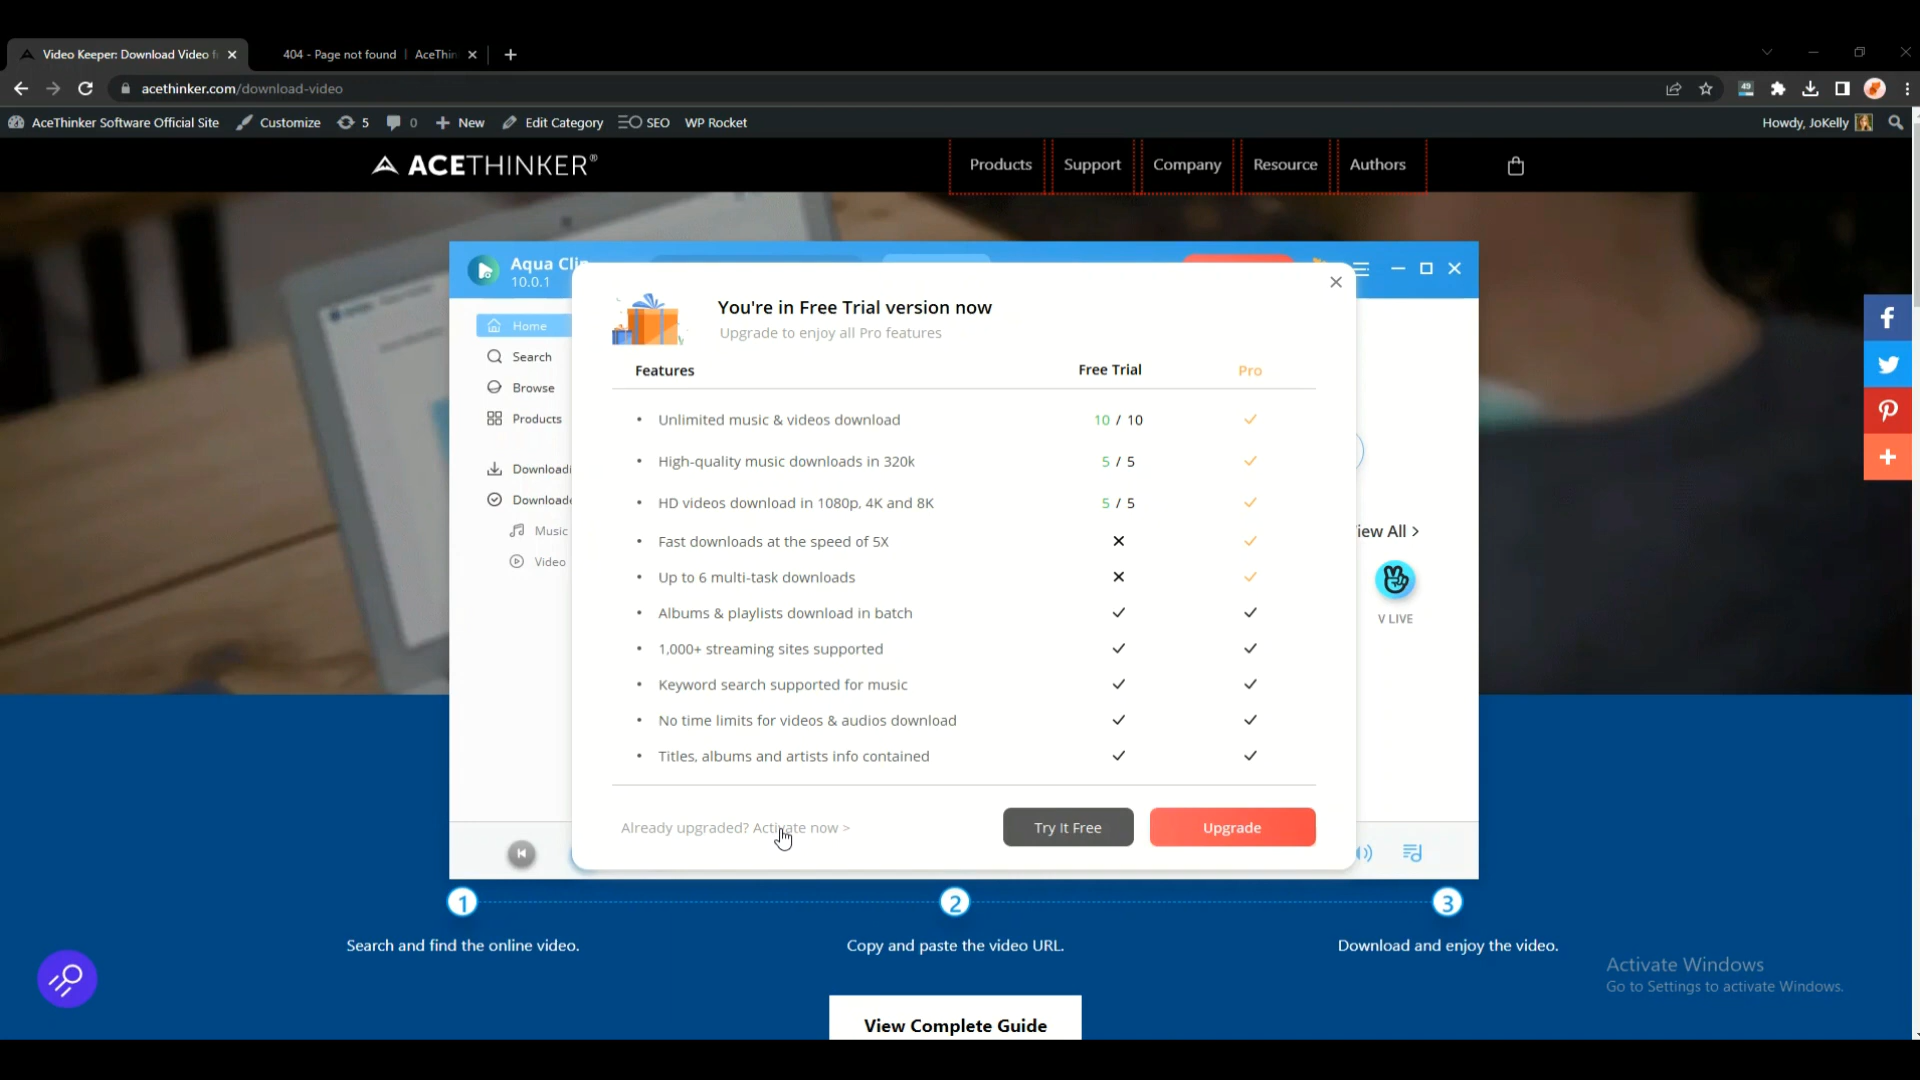 Video Keeper: Download Video f
404 - Page not found | AceThin
acethinker.com/download-video
AceThinker Software Official Site Customize 5 0 New Edit Category SEO WP Rocket Howdy, JoKelly
49
ACETHINKER®
Products Support Company Resource Authors
Aqua Clip
10.0.1
Home
Search
Browse
Products
Downloadi
Downloade
Music
Video
You're in Free Trial version now
Upgrade to enjoy all Pro features
Features Free Trial Pro
• Unlimited music & videos download 10 / 10
• High-quality music downloads in 320k 5 / 5
• HD videos download in 1080p, 4K and 8K 5 / 5
• Fast downloads at the speed of 5X
• Up to 6 multi-task downloads
• Albums & playlists download in batch
• 1,000+ streaming sites supported
• Keyword search supported for music
• No time limits for videos & audios download
• Titles, albums and artists info contained
Already upgraded? Activate now >
Try It Free
Upgrade
iew All >
V LIVE
1 2 3
Search and find the online video.
Copy and paste the video URL.
Download and enjoy the video.
View Complete Guide
Activate Windows
Go to Settings to activate Windows.